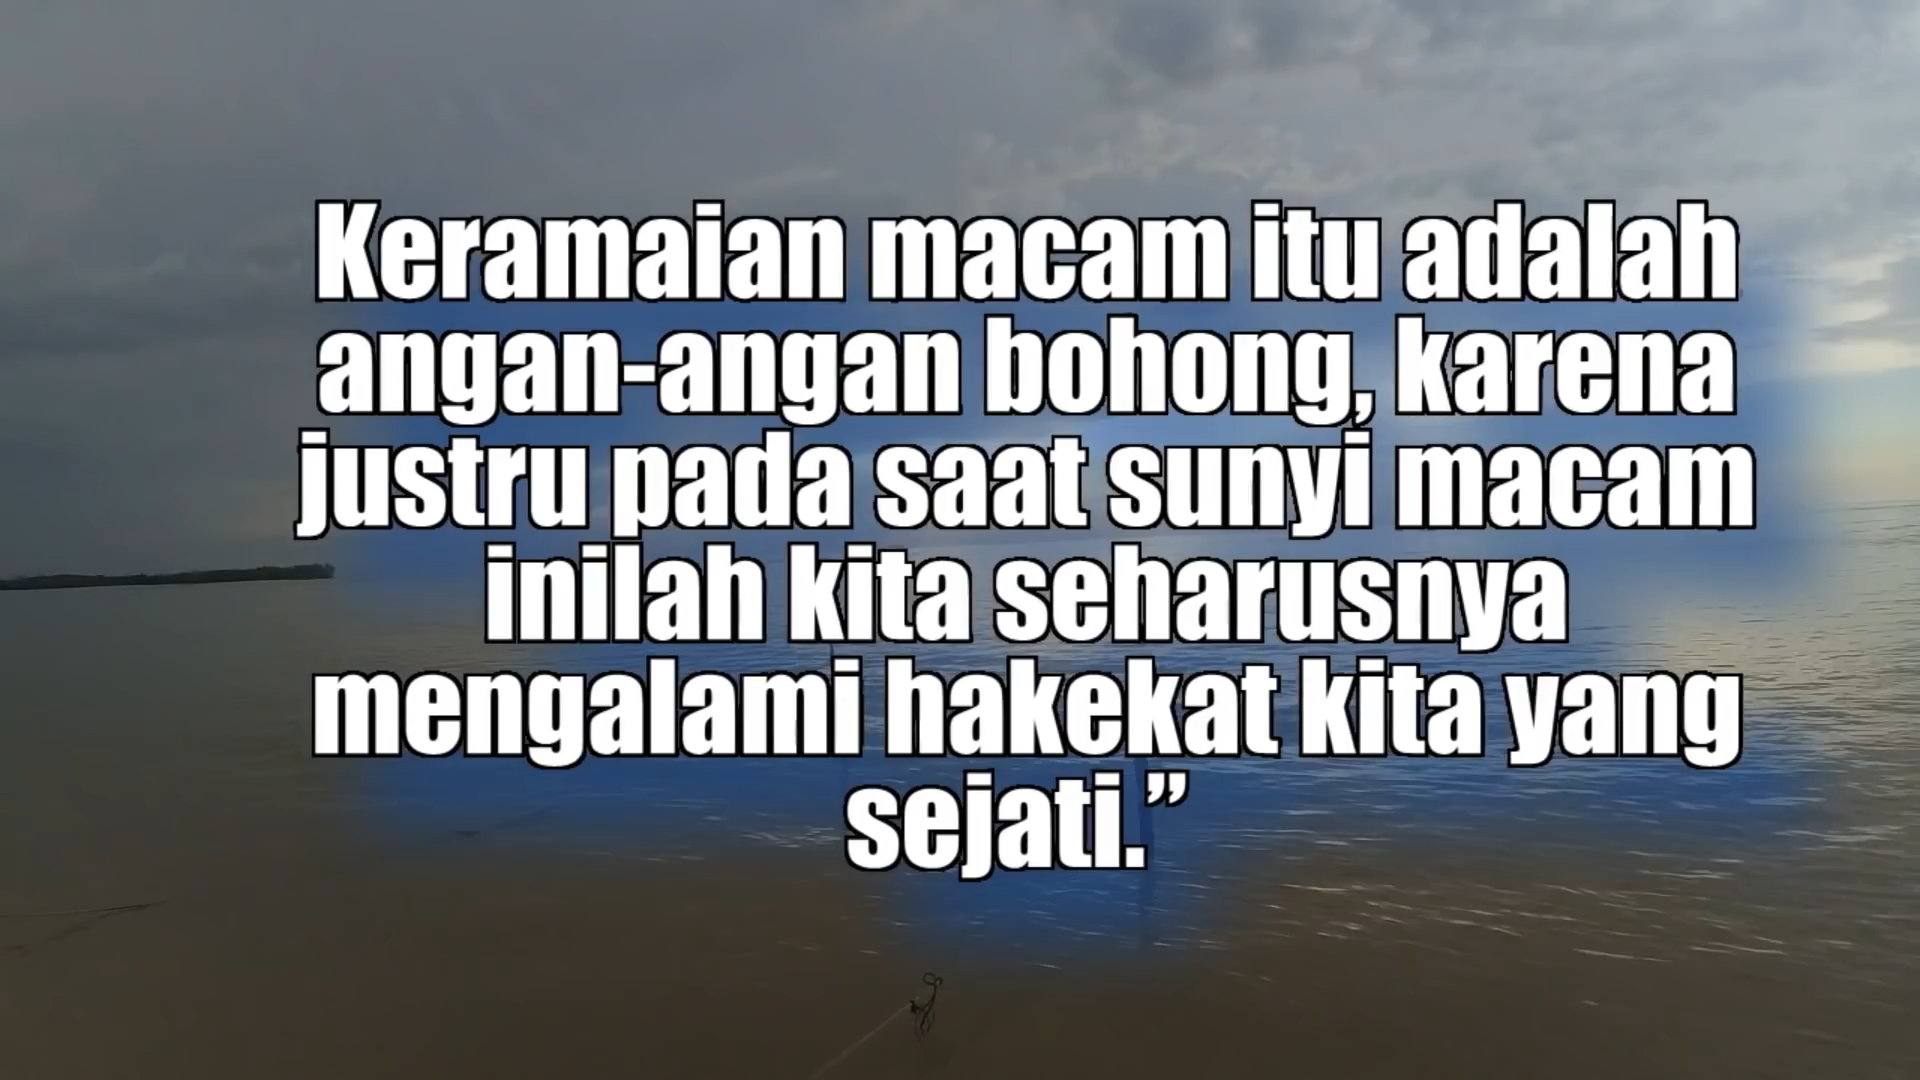 Keramaian macam itu adalah
angan-angan bohong, karena
justru pada saat sunyi macam
inilah kita seharusnya
mengalami hakekat kita yang
sejati.”